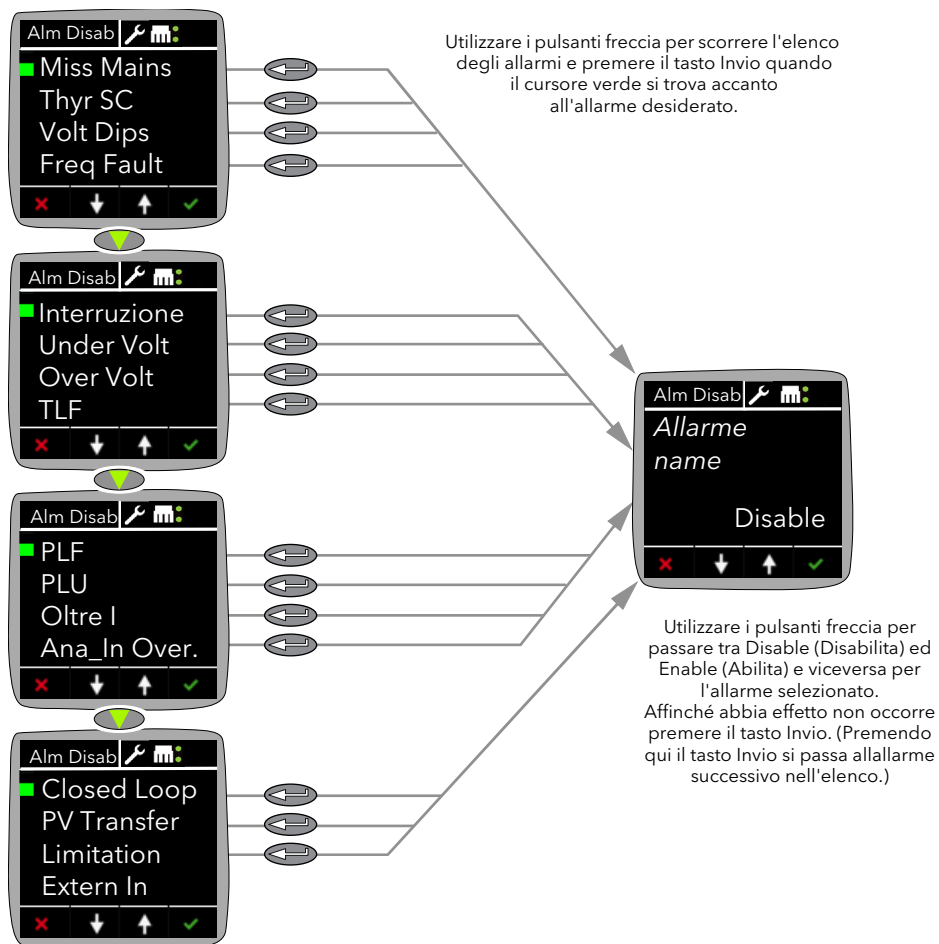 Alm Disab
Miss Mains
Thyr SC
Volt Dips
Freq Fault
Utilizzare i pulsanti freccia per scorrere l'elenco
degli allarmi e premere il tasto Invio quando
il cursore verde si trova accanto
all'allarme desiderato.
Alm Disab
Interruzione
Under Volt
Over Volt
TLF
Alm Disab
Allarme
name
Disable
Alm Disab
PLF
PLU
Oltre I
Ana_In Over.
Utilizzare i pulsanti freccia per
passare tra Disable (Disabilita) ed
Enable (Abilita) e viceversa per
l'allarme selezionato.
Affinché abbia effetto non occorre
premere il tasto Invio. (Premendo
qui il tasto Invio si passa allallarme
successivo nell'elenco.)
Alm Disab
Closed Loop
PV Transfer
Limitation
Extern In